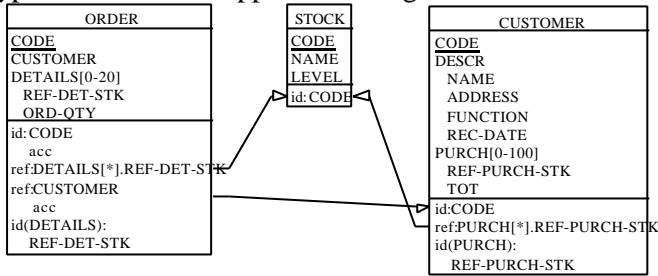 ORDER
CODE
CUSTOMER
DETAILS[0-20]
REF-DET-STK
ORD-QTY
id: CODE
acc
ref:DETAILS[*].REF-DET-STK
ref:CUSTOMER
acc
id(DETAILS):
REF-DET-STK
STOCK
CODE
NAME
LEVEL
id: CODE
CUSTOMER
CODE
DESCR
NAME
ADDRESS
FUNCTION
REC-DATE
PURCH[0-100]
REF-PURCH-STK
TOT
id:CODE
ref:PURCH[*].REF-PURCH-STK
id(PURCH):
REF-PURCH-STK